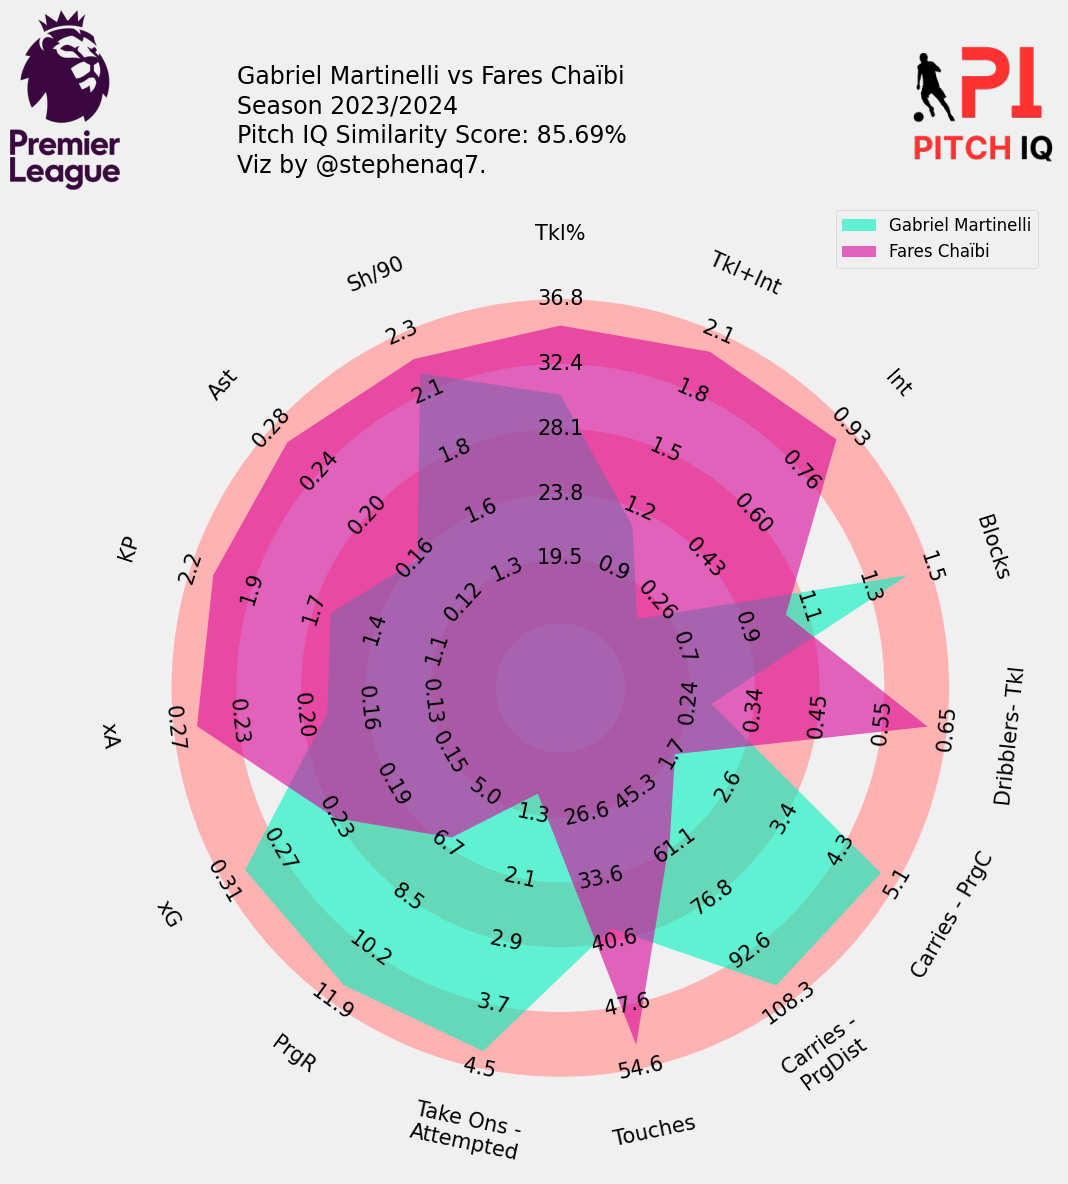 Gabriel Martinelli vs Fares Chaïbi
Season 2023/2024
Pitch IQ Similarity Score: 85.69%
Viz by @stephenaq7.
Premier
League
PI
PITCH IQ
Gabriel Martinelli
Fares Chaïbi
Tkl%
19.5
23.8
28.1
32.4
36.8
Tkl+Int
0.9
1.2
1.5
1.8
2.1
Int
0.26
0.43
0.60
0.76
0.93
Blocks
0.7
0.9
1.1
1.3
1.5
Dribblers- Tkl
0.24
0.34
0.45
0.55
0.65
Carries - PrgC
1.7
2.6
3.4
4.3
5.1
Carries -
PrgDist
45.3
61.1
76.8
92.6
108.3
Touches
26.6
33.6
40.6
47.6
54.6
Take Ons -
Attempted
1.3
2.1
2.9
3.7
4.5
PrgR
5.0
6.7
8.5
10.2
11.9
xG
0.15
0.19
0.23
0.27
0.31
xA
0.13
0.16
0.20
0.23
0.27
KP
1.1
1.4
1.7
1.9
2.2
Ast
0.12
0.16
0.20
0.24
0.28
Sh/90
1.3
1.6
1.8
2.1
2.3